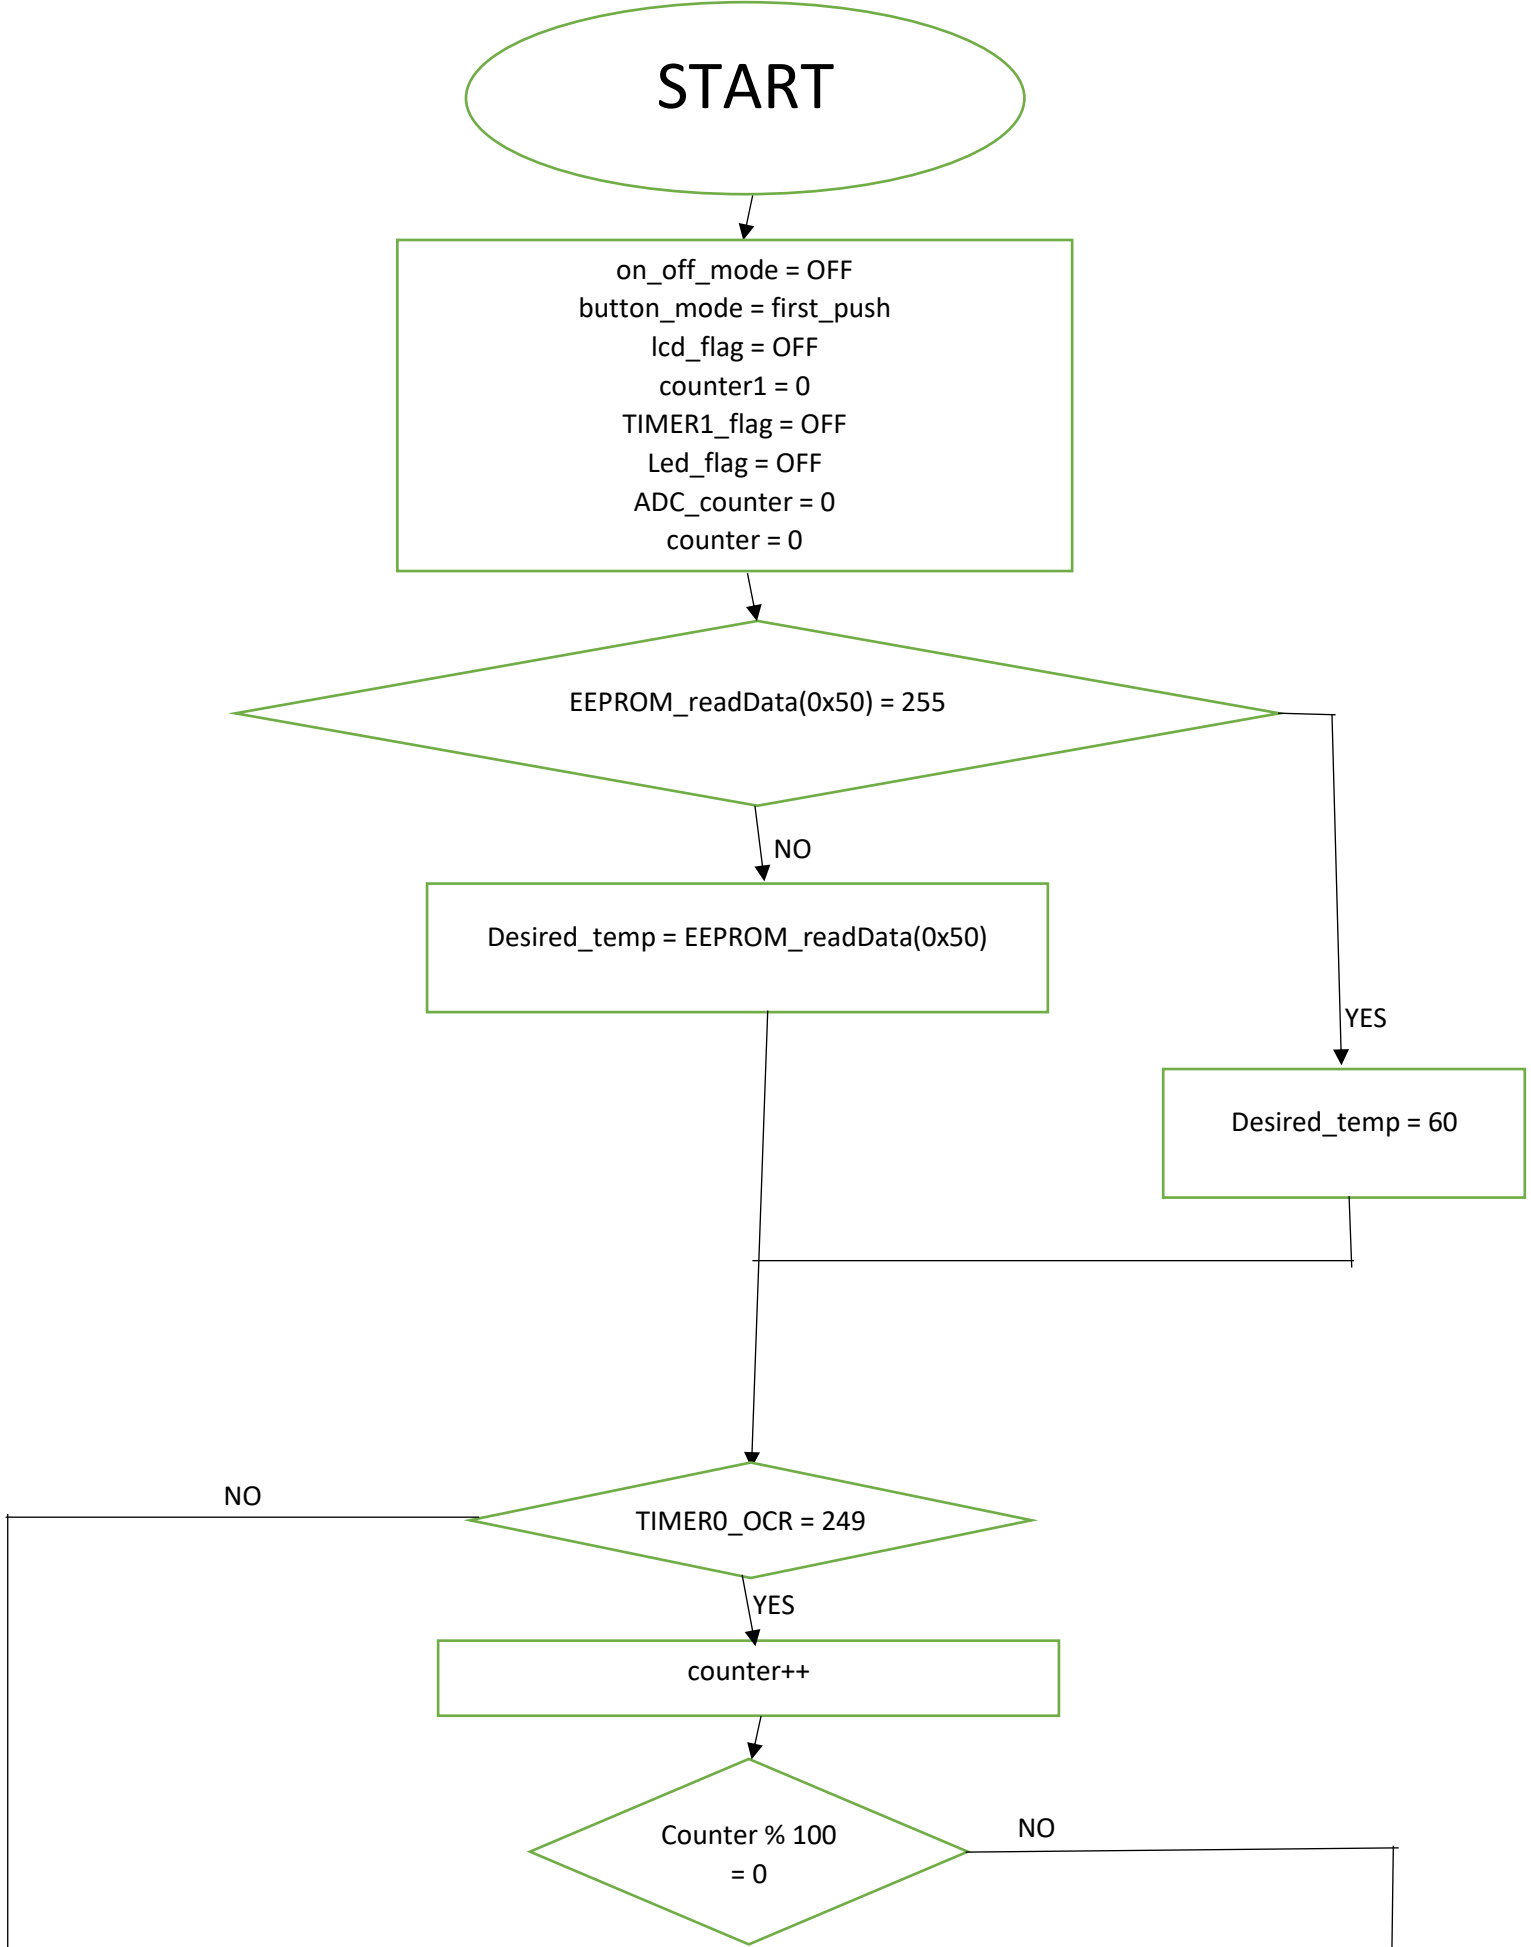 START
on_off_mode = OFF
button_mode = first_push
lcd_flag = OFF
counter1 = 0
TIMER1_flag = OFF
Led_flag = OFF
ADC_counter = 0
counter = 0
EEPROM_readData(0x50) = 255
NO
Desired_temp = EEPROM_readData(0x50)
YES
Desired_temp = 60
NO
TIMER0_OCR = 249
YES
counter++
Counter % 100
= 0
NO